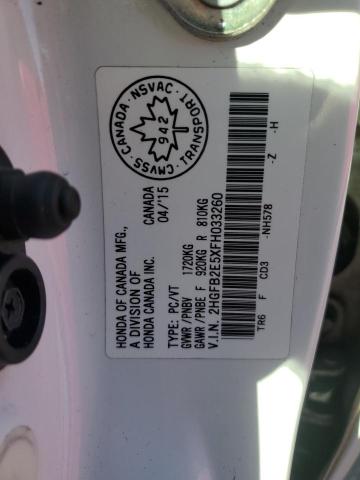 CANADA · NSVAC · TRANSPORT · CMVSS ·
942
HONDA OF CANADA MFG.,
A DIVISION OF
HONDA CANADA INC.
CANADA
04/'15
TYPE: PC/VT
GVWR/PNBV 1720KG
GAWR/PNBE F 920KG R 810KG
V.I.N. 2HGFB2E5XFH033260
-NH578 -Z -H
TR6 F CD3